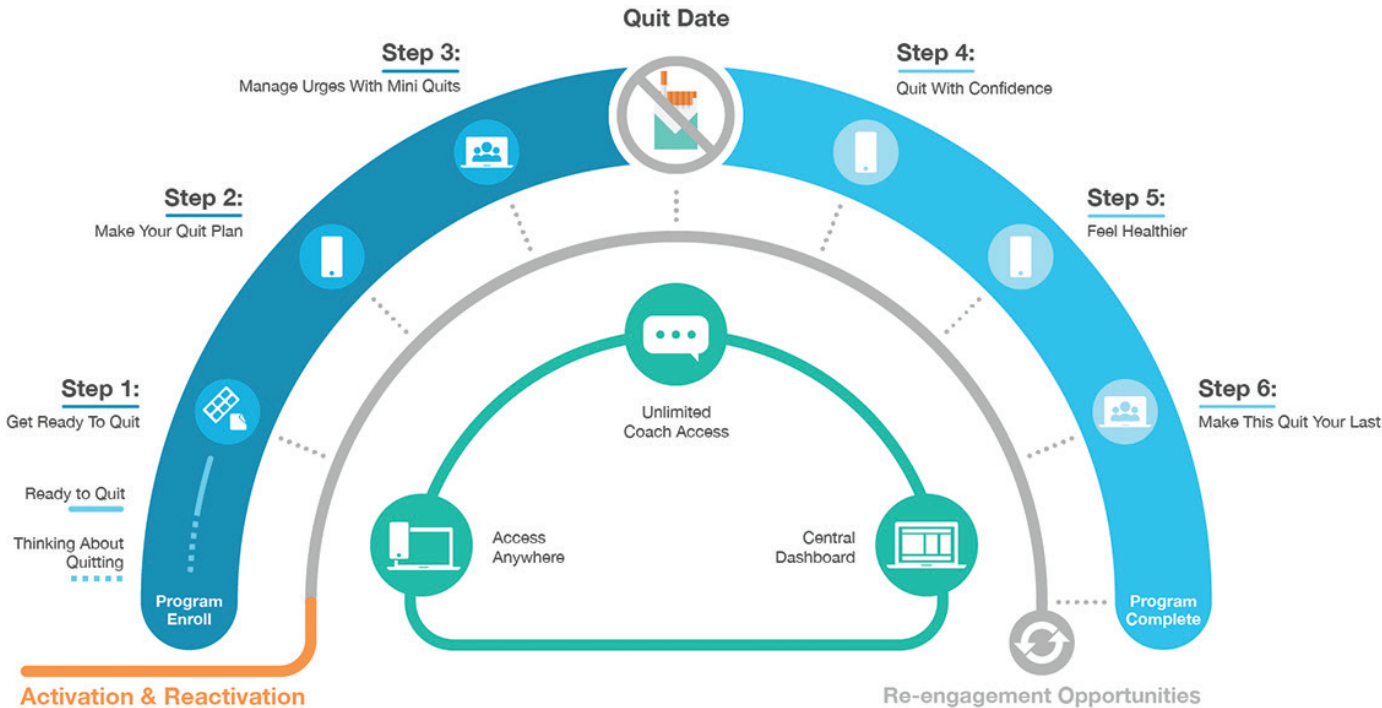 Quit Date
Step 3:
Manage Urges With Mini Quits
Step 4:
Quit With Confidence
Step 2:
Make Your Quit Plan
Step 5:
Feel Healthier
Step 1:
Get Ready To Quit
Step 6:
Make This Quit Your Last
Unlimited
Coach Access
Ready to Quit
Thinking About
Quitting
Access
Anywhere
Central
Dashboard
Program
Enroll
Program
Complete
Activation & Reactivation
Re-engagement Opportunities